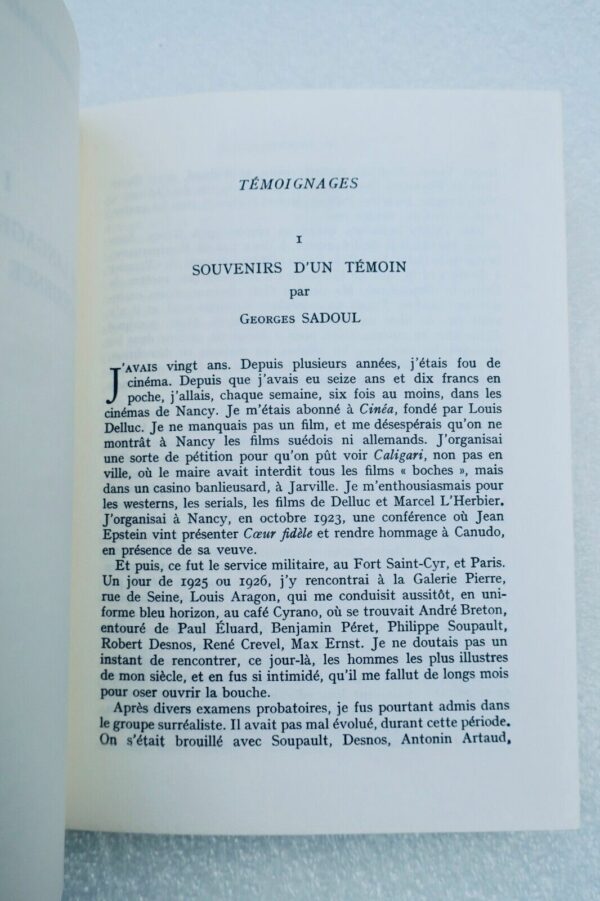 TÉMOIGNAGES
I
SOUVENIRS D'UN TÉMOIN
par
Georges SADOUL
J'avais vingt ans. Depuis plusieurs années, j'étais fou de
cinéma. Depuis que j'avais eu seize ans et dix francs en
poche, j'allais, chaque semaine, six fois au moins, dans les
cinémas de Nancy. Je m'étais abonné à Cinéa, fondé par Louis
Delluc. Je ne manquais pas un film, et me désespérais qu'on ne
montrât à Nancy les films suédois ni allemands. J'organisai
une sorte de pétition pour qu'on pût voir Caligari, non pas en
ville, où le maire avait interdit tous les films « boches », mais
dans un casino banlieusard, à Jarville. Je m'enthousiasmais pour
les westerns, les serials, les films de Delluc et Marcel L'Herbier.
J'organisai à Nancy, en octobre 1923, une conférence où Jean
Epstein vint présenter Cœur fidèle et rendre hommage à Canudo,
en présence de sa veuve.
Et puis, ce fut le service militaire, au Fort Saint-Cyr, et Paris.
Un jour de 1925 ou 1926, j'y rencontrai à la Galerie Pierre,
rue de Seine, Louis Aragon, qui me conduisit aussitôt, en uni-
forme bleu horizon, au café Cyrano, où se trouvait André Breton,
entouré de Paul Éluard, Benjamin Péret, Philippe Soupault,
Robert Desnos, René Crevel, Max Ernst. Je ne doutais pas un
instant de rencontrer, ce jour-là, les hommes les plus illustres
de mon siècle, et en fus si intimidé, qu'il me fallut de longs mois
pour oser ouvrir la bouche.
Après divers examens probatoires, je fus pourtant admis dans
le groupe surréaliste. Il avait pas mal évolué, durant cette période.
On s'était brouillé avec Soupault, Desnos, Antonin Artaud,